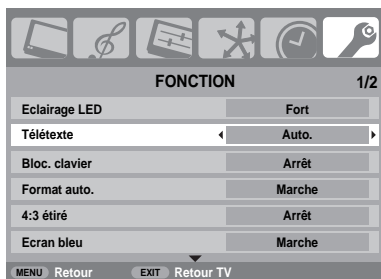 FONCTION 1/2
Eclairage LED Fort
Télétexte Auto.
Bloc. clavier Arrêt
Format auto. Marche
4:3 étiré Arrêt
Ecran bleu Marche
MENU Retour EXIT Retour TV